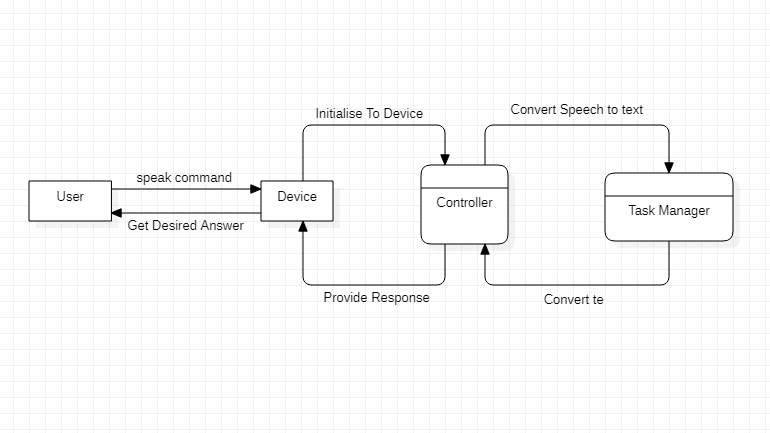 Initialise To Device
Convert Speech to text
speak command
User
Device
Controller
Task Manager
Get Desired Answer
Provide Response
Convert te